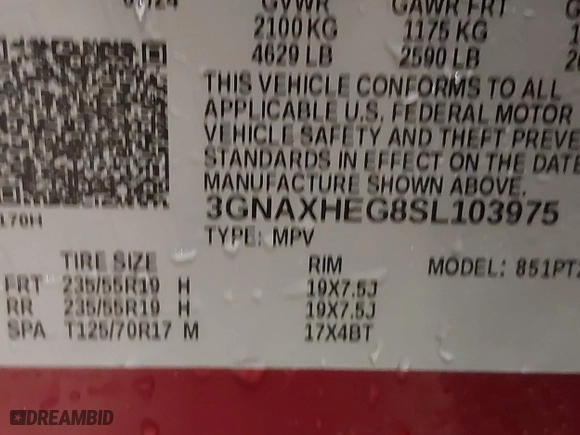 GVWR GAWR FRT
2100 KG 1175 KG
4629 LB 2590 LB
THIS VEHICLE CONFORMS TO ALL
APPLICABLE U.S. FEDERAL MOTOR
VEHICLE SAFETY AND THEFT PREVE
STANDARDS IN EFFECT ON THE DATE
MANUFACTURE SHOWN ABOVE.
3GNAXHEG8SL103975
TYPE: MPV
TIRE SIZE RIM MODEL: 851PT2
FRT 235/55R19 H 19X7.5J
RR 235/55R19 H 19X7.5J
SPA T125/70R17 M 17X4BT
DREAMBID